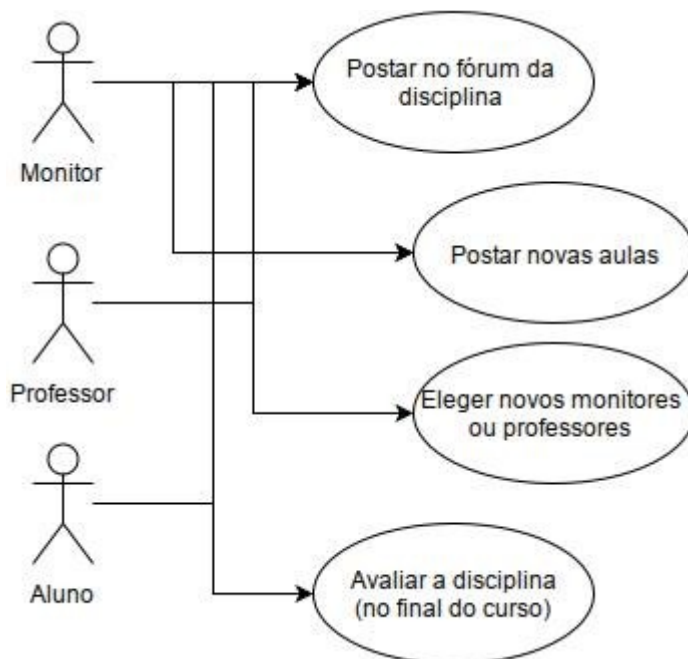 Postar no fórum da
disciplina
Monitor
Postar novas aulas
Professor
Eleger novos monitores
ou professores
Aluno
Avaliar a disciplina
(no final do curso)